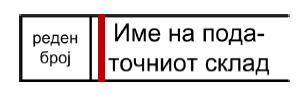 реден
број
Име на пода-
точниот склад